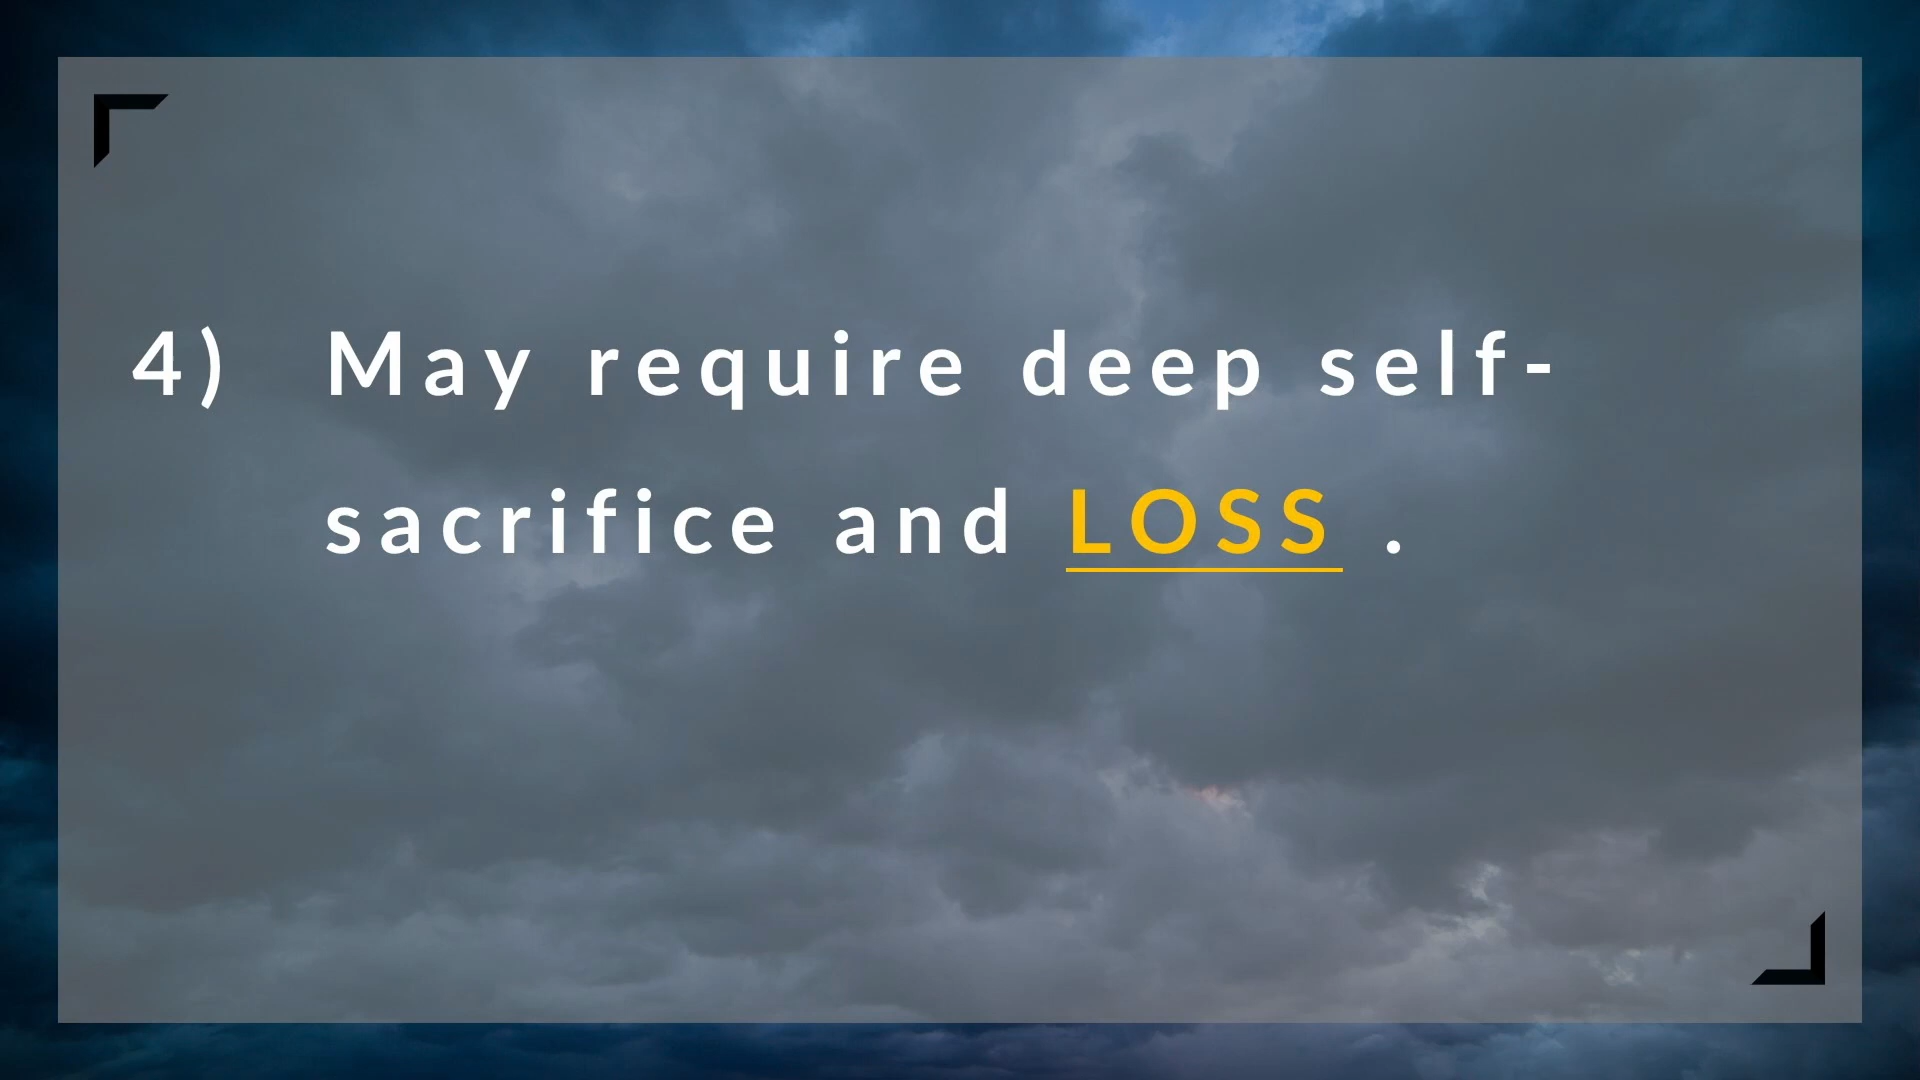 4) May require deep self-
sacrifice and LOSS .